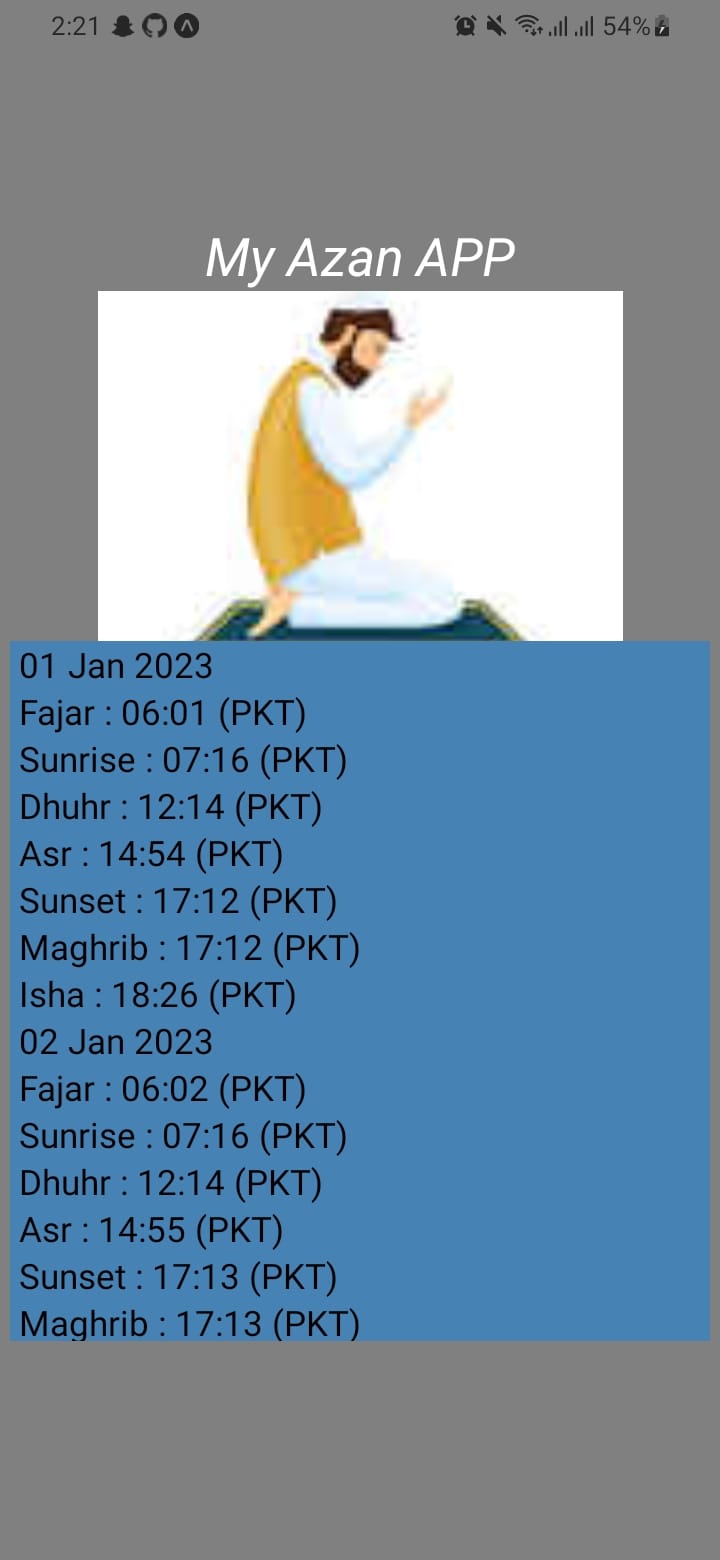 2:21 54%
My Azan APP
01 Jan 2023
Fajar : 06:01 (PKT)
Sunrise : 07:16 (PKT)
Dhuhr : 12:14 (PKT)
Asr : 14:54 (PKT)
Sunset : 17:12 (PKT)
Maghrib : 17:12 (PKT)
Isha : 18:26 (PKT)
02 Jan 2023
Fajar : 06:02 (PKT)
Sunrise : 07:16 (PKT)
Dhuhr : 12:14 (PKT)
Asr : 14:55 (PKT)
Sunset : 17:13 (PKT)
Maghrib : 17:13 (PKT)